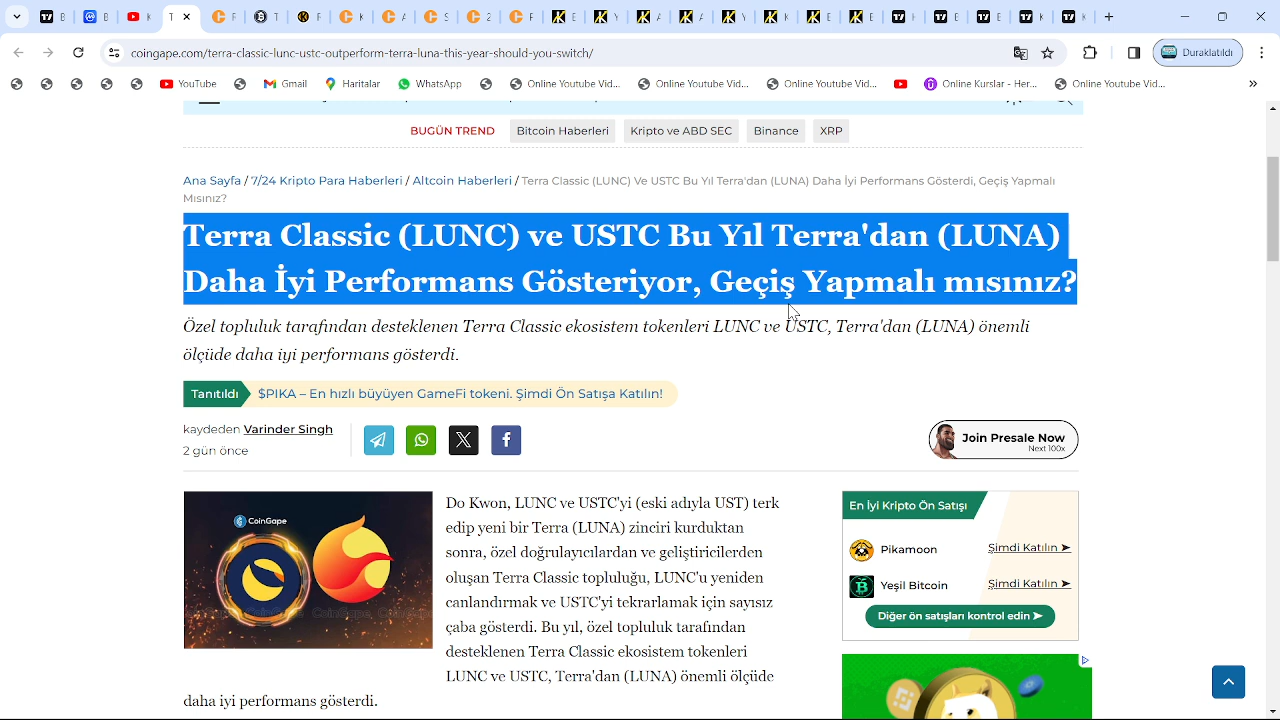 coingape.com/terra-classic-lunc-ustc-outperform-terra-luna-this-year-should-you-switch/
Duraklatıldı
YouTube
Gmail
Haritalar
WhatsApp
Online Youtube Vid...
Online Youtube Vid...
Online Youtube Vid...
Online Kurslar - Her...
Online Youtube Vid...
BUGÜN TREND
Bitcoin Haberleri
Kripto ve ABD SEC
Binance
XRP
Ana Sayfa / 7/24 Kripto Para Haberleri / Altcoin Haberleri / Terra Classic (LUNC) Ve USTC Bu Yıl Terra'dan (LUNA) Daha İyi Performans Gösterdi, Geçiş Yapmalı
Mısınız?
Terra Classic (LUNC) ve USTC Bu Yıl Terra'dan (LUNA)
Daha İyi Performans Gösteriyor, Geçiş Yapmalı mısınız?
Özel topluluk tarafından desteklenen Terra Classic ekosistem tokenleri LUNC ve USTC, Terra'dan (LUNA) önemli
ölçüde daha iyi performans gösterdi.
Tanıtıldı
$PIKA – En hızlı büyüyen GameFi tokeni. Şimdi Ön Satışa Katılın!
kaydeden Varinder Singh
2 gün önce
Join Presale Now
Next 100x
CoinGape
Do Kwon, LUNC ve USTC'yi (eski adıyla UST) terk
edip yeni bir Terra (LUNA) zinciri kurduktan
sonra, özel doğrulayıcılardan ve geliştiricilerden
oluşan Terra Classic topluluğu, LUNC'u yeniden
canlandırmak ve USTC'yi tekrarlamak için sayısız
çaba gösterdi. Bu yıl, özel topluluk tarafından
desteklenen Terra Classic ekosistem tokenleri
LUNC ve USTC, Terra'dan (LUNA) önemli ölçüde
daha iyi performans gösterdi.
En İyi Kripto Ön Satışı
Pikamoon
Şimdi Katılın ➤
Yeşil Bitcoin
Şimdi Katılın ➤
Diğer ön satışları kontrol edin ➤